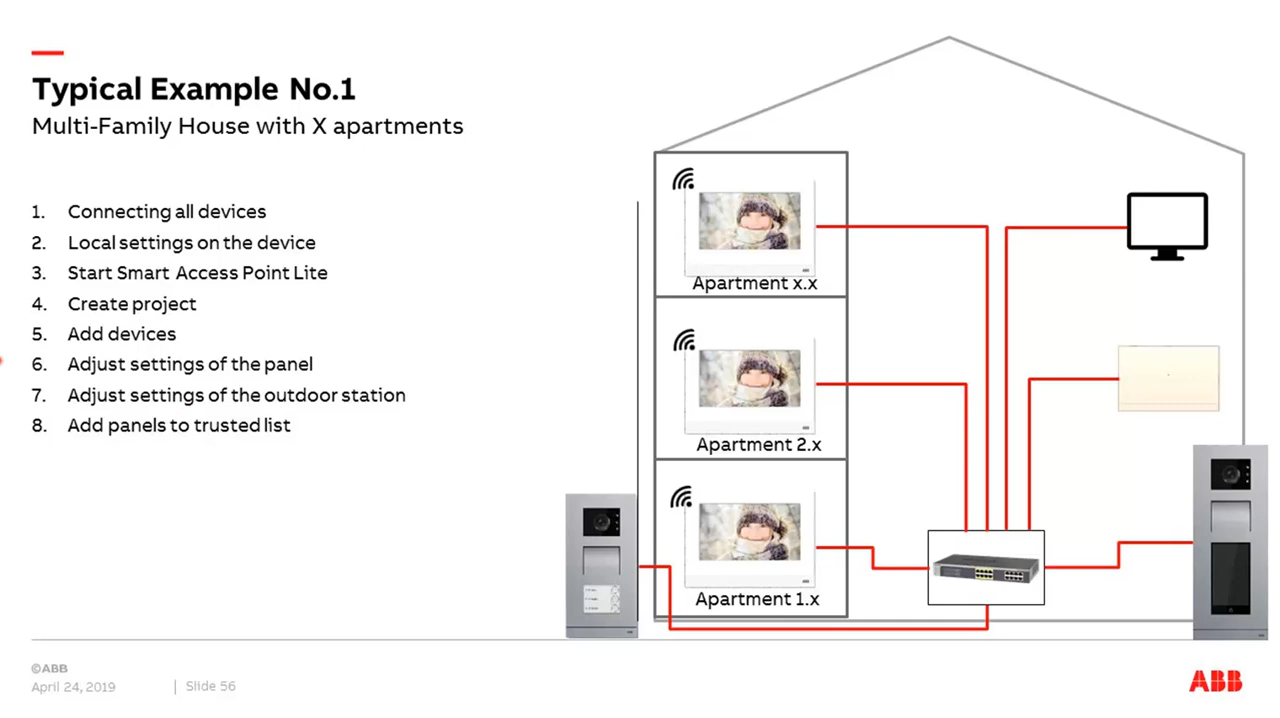 Typical Example No.1
Multi-Family House with X apartments
1. Connecting all devices
2. Local settings on the device
3. Start Smart Access Point Lite
4. Create project
5. Add devices
6. Adjust settings of the panel
7. Adjust settings of the outdoor station
8. Add panels to trusted list
Apartment x.x
Apartment 2.x
Apartment 1.x
©ABB
April 24, 2019
Slide 56
ABB